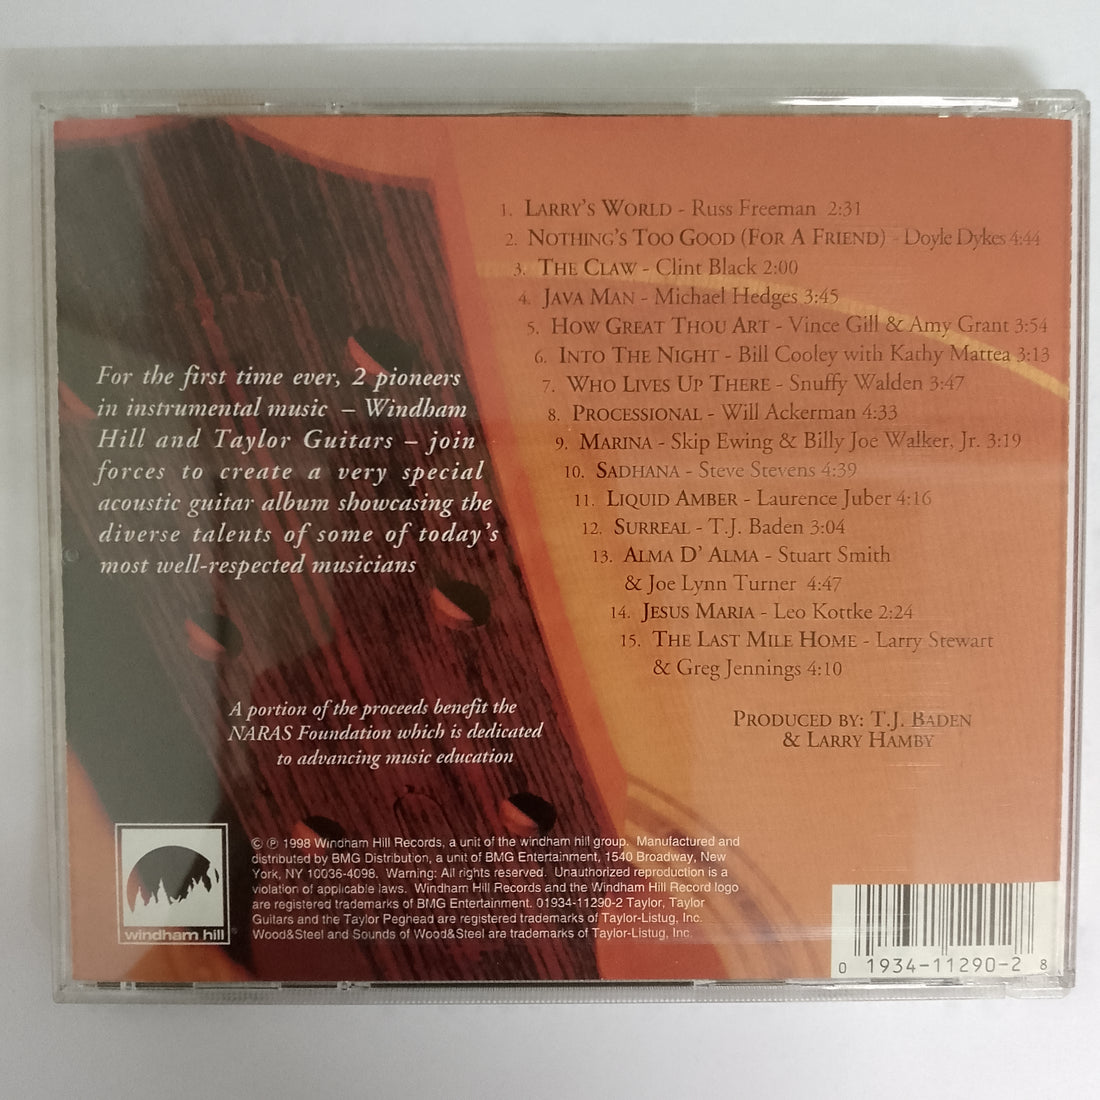 1. LARRY'S WORLD - Russ Freeman 2:31
2. NOTHING'S TOO GOOD (FOR A FRIEND) - Doyle Dykes 4:44
3. THE CLAW - Clint Black 2:00
4. JAVA MAN - Michael Hedges 3:45
5. HOW GREAT THOU ART - Vince Gill & Amy Grant 3:54
6. INTO THE NIGHT - Bill Cooley with Kathy Mattea 3:13
7. WHO LIVES UP THERE - Snuffy Walden 3:47
8. PROCESSIONAL - Will Ackerman 4:33
9. MARINA - Skip Ewing & Billy Joe Walker, Jr. 3:19
10. SADHANA - Steve Stevens 4:39
11. LIQUID AMBER - Laurence Juber 4:16
12. SURREAL - T.J. Baden 3:04
13. ALMA D' ALMA - Stuart Smith
& Joe Lynn Turner 4:47
14. JESUS MARIA - Leo Kottke 2:24
15. THE LAST MILE HOME - Larry Stewart
& Greg Jennings 4:10
PRODUCED BY: T.J. BADEN
& LARRY HAMBY
For the first time ever, 2 pioneers
in instrumental music – Windham
Hill and Taylor Guitars – join
forces to create a very special
acoustic guitar album showcasing the
diverse talents of some of today's
most well-respected musicians
A portion of the proceeds benefit the
NARAS Foundation which is dedicated
to advancing music education
windham hill®
© ℗ 1998 Windham Hill Records, a unit of the windham hill group. Manufactured and
distributed by BMG Distribution, a unit of BMG Entertainment, 1540 Broadway, New
York, NY 10036-4098. Warning: All rights reserved. Unauthorized reproduction is a
violation of applicable laws. Windham Hill Records and the Windham Hill Record logo
are registered trademarks of BMG Entertainment. 01934-11290-2 Taylor, Taylor
Guitars and the Taylor Peghead are registered trademarks of Taylor-Listug, Inc.
Wood&Steel and Sounds of Wood&Steel are trademarks of Taylor-Listug, Inc.
0 1934-11290-2 8